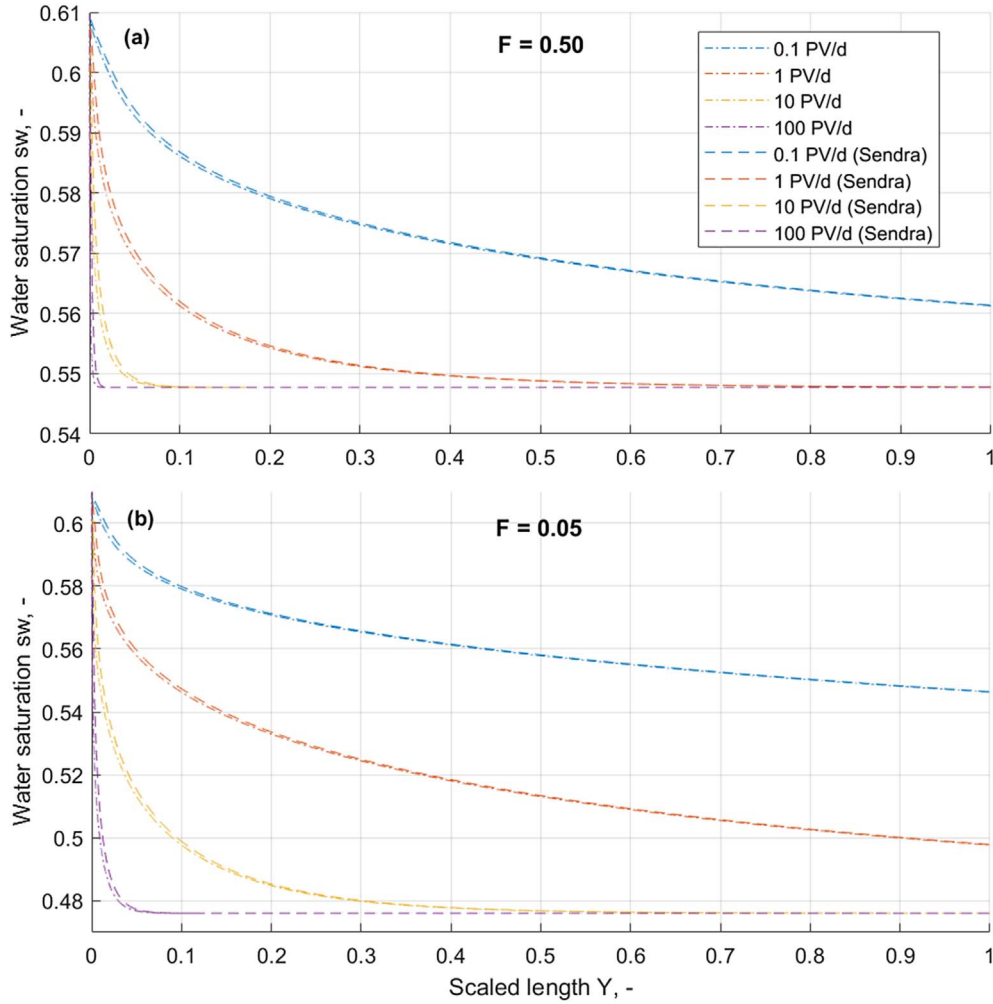 0.61
(a)
F = 0.50
0.1 PV/d
1 PV/d
10 PV/d
100 PV/d
0.1 PV/d (Sendra)
1 PV/d (Sendra)
10 PV/d (Sendra)
100 PV/d (Sendra)
0.6
0.59
0.58
0.57
0.56
0.55
0.54
Water saturation sw, -
0 0.1 0.2 0.3 0.4 0.5 0.6 0.7 0.8 0.9 1
(b)
F = 0.05
0.6
0.58
0.56
0.54
0.52
0.5
0.48
Water saturation sw, -
0 0.1 0.2 0.3 0.4 0.5 0.6 0.7 0.8 0.9 1
Scaled length Y, -